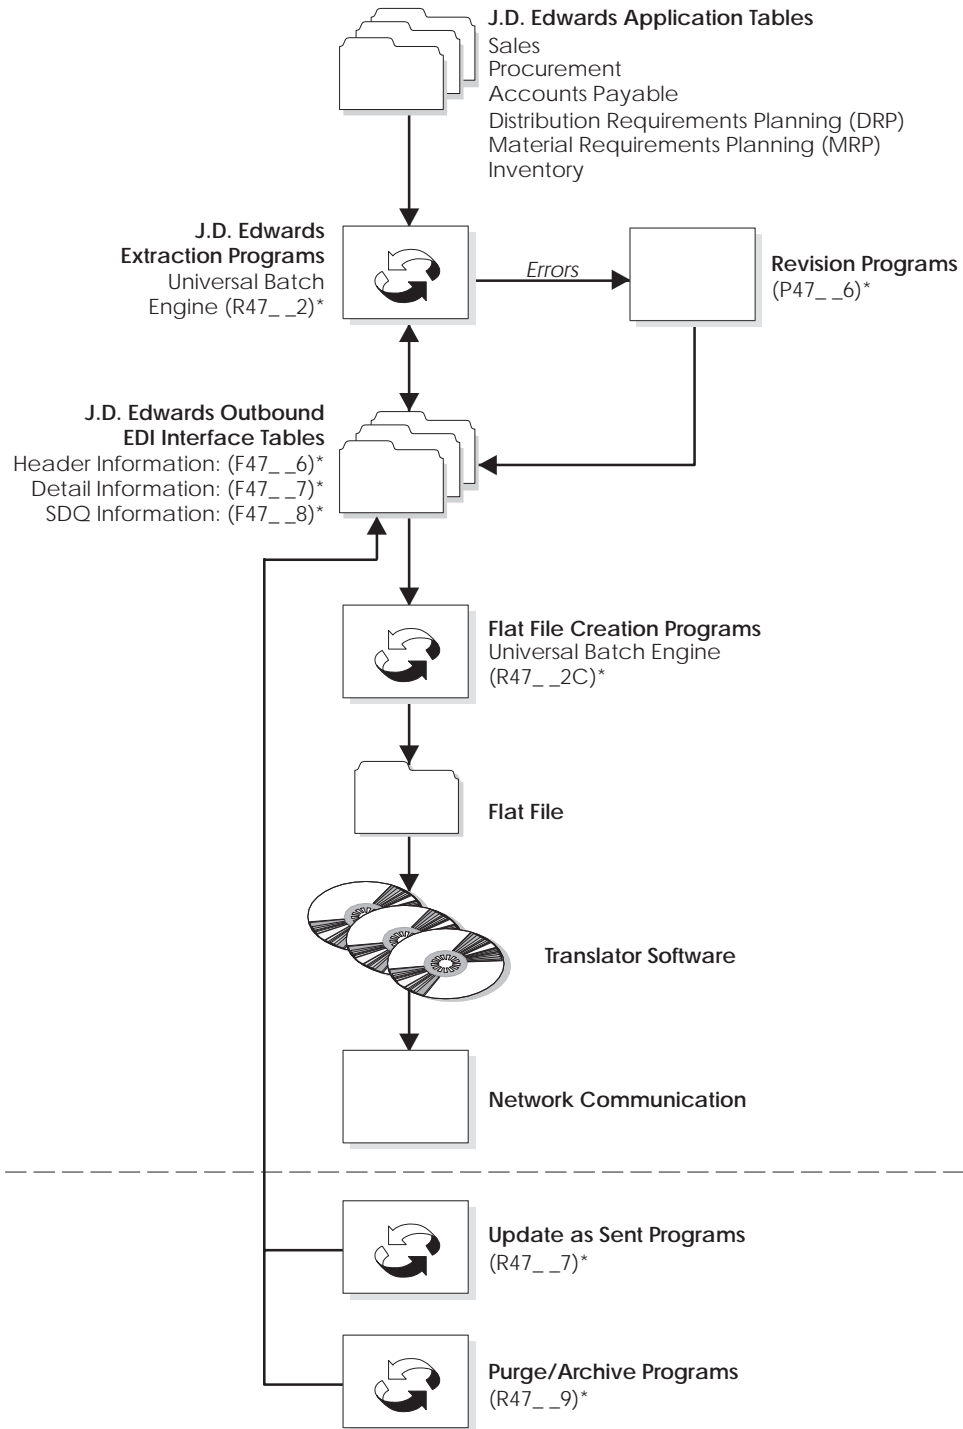 J.D. Edwards Application Tables
Sales
Procurement
Accounts Payable
Distribution Requirements Planning (DRP)
Material Requirements Planning (MRP)
Inventory
J.D. Edwards
Extraction Programs
Universal Batch
Engine (R47_ _2)*
Errors
Revision Programs
(P47_ _6)*
J.D. Edwards Outbound
EDI Interface Tables
Header Information: (F47_ _6)*
Detail Information: (F47_ _7)*
SDQ Information: (F47_ _8)*
Flat File Creation Programs
Universal Batch Engine
(R47_ _2C)*
Flat File
Translator Software
Network Communication
Update as Sent Programs
(R47_ _7)*
Purge/Archive Programs
(R47_ _9)*